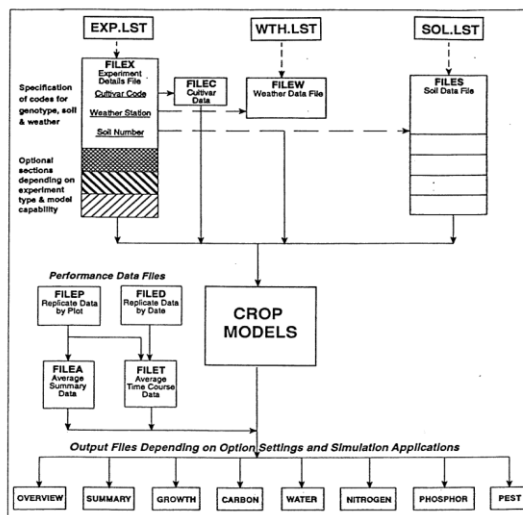 EXP.LST
WTH.LST
SOL.LST
FILEX
Experiment
Details File
Cultivar Code
Weather Station
Soil Number
FILEC
Cultivar
Data
FILEW
Weather Data File
FILES
Soil Data File
Specification
of codes for
genotype, soil
& weather
Optional
sections
depending on
experiment
type & model
capability
Performance Data Files
FILEP
Replicate Data
by Plot
FILED
Replicate Data
by Date
FILEA
Average
Summary
Data
FILET
Average
Time Course
Data
CROP
MODELS
Output Files Depending on Option Settings and Simulation Applications
OVERVIEW
SUMMARY
GROWTH
CARBON
WATER
NITROGEN
PHOSPHOR
PEST